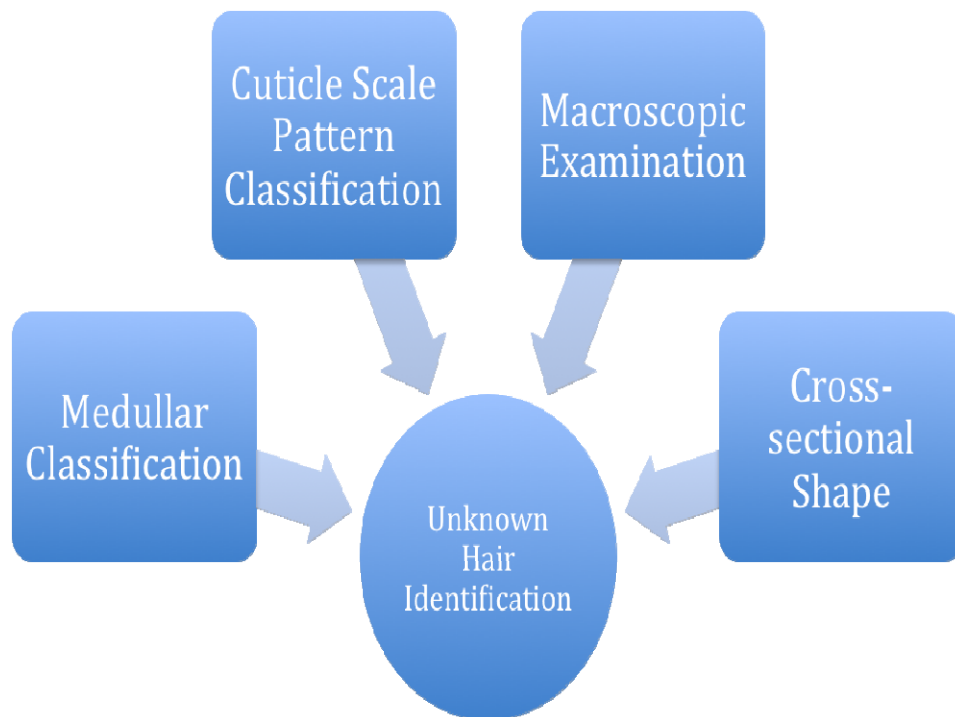 Cuticle Scale
Pattern
Classification
Macroscopic
Examination
Medullar
Classification
Cross-
sectional
Shape
Unknown
Hair
Identification